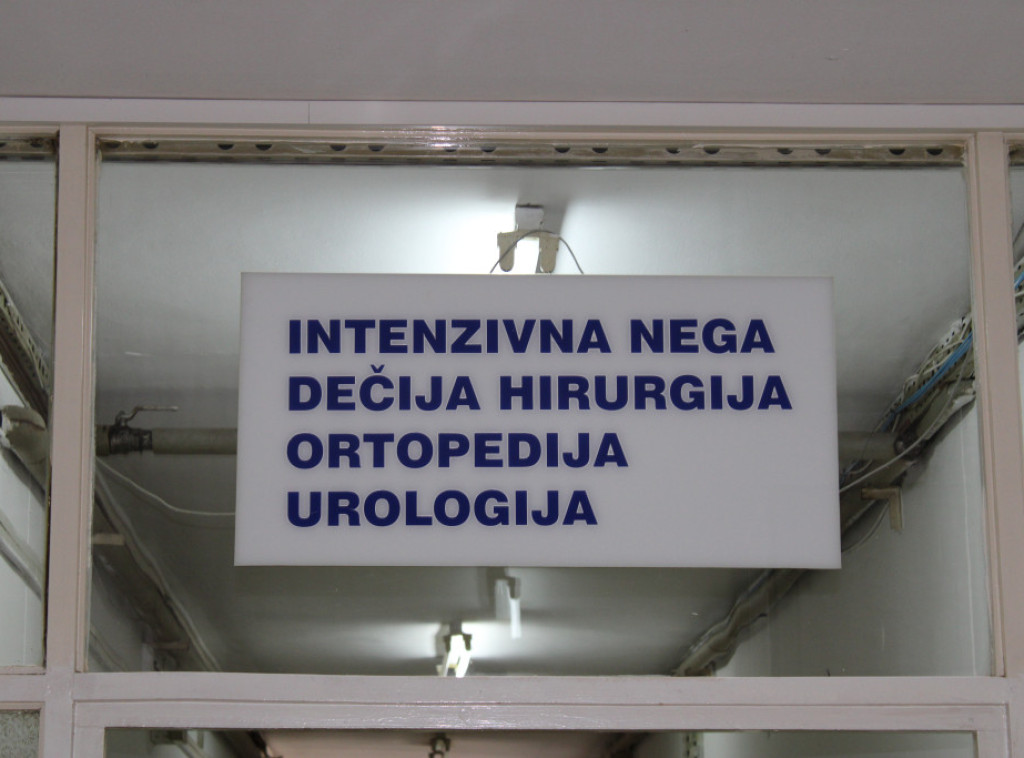 INTENZIVNA NEGA
DEČIJA HIRURGIJA
ORTOPEDIJA
UROLOGIJA